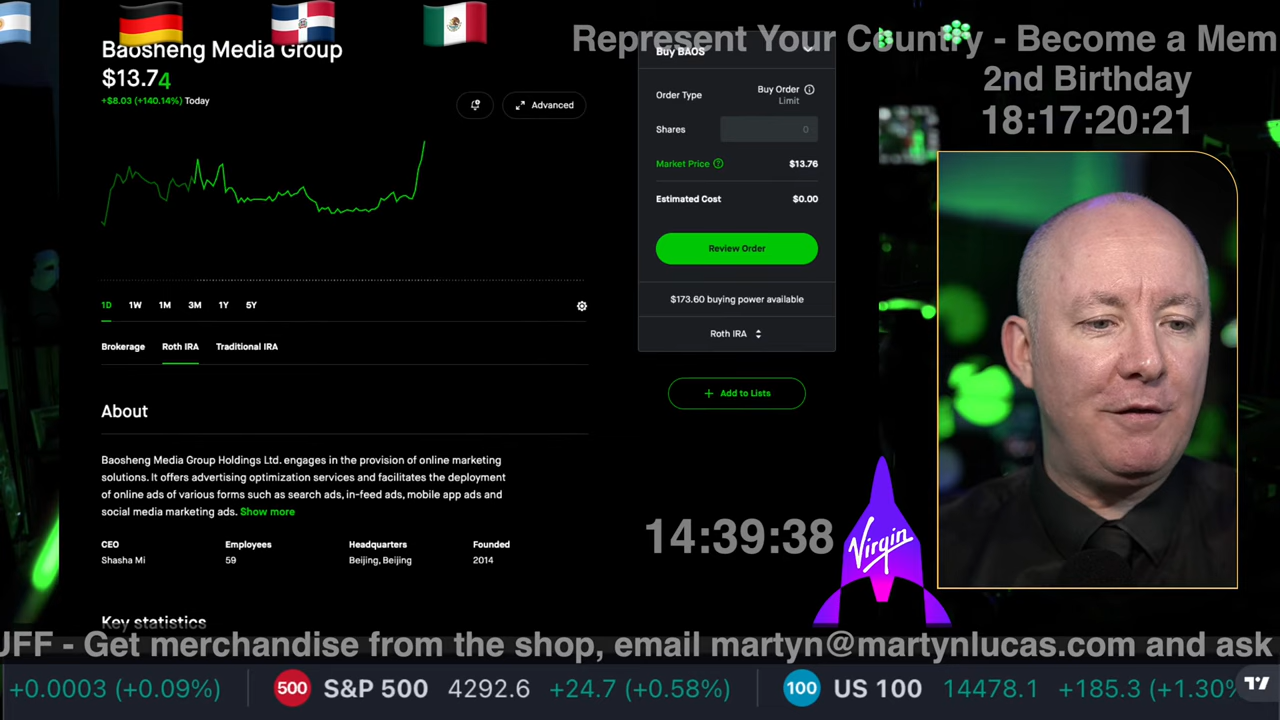 Represent Your Country - Become a Mem
2nd Birthday
18:17:20:21
Baosheng Media Group
$13.74
+$8.03 (+140.14%) Today
Advanced
1D
1W
1M
3M
1Y
5Y
Brokerage
Roth IRA
Traditional IRA
About
Baosheng Media Group Holdings Ltd. engages in the provision of online marketing
solutions. It offers advertising optimization services and facilitates the deployment
of online ads of various forms such as search ads, in-feed ads, mobile app ads and
social media marketing ads. Show more
CEO
Shasha Mi
Employees
59
Headquarters
Beijing, Beijing
Founded
2014
Key statistics
Buy BAOS
Order Type
Buy Order
Limit
Shares
0
Market Price
$13.76
Estimated Cost
$0.00
Review Order
$173.60 buying power available
Roth IRA
+ Add to Lists
14:39:38
Virgin
JFF - Get merchandise from the shop, email martyn@martynlucas.com and ask
+0.0003 (+0.09%)
500 S&P 500 4292.6 +24.7 (+0.58%)
100 US 100 14478.1 +185.3 (+1.30%